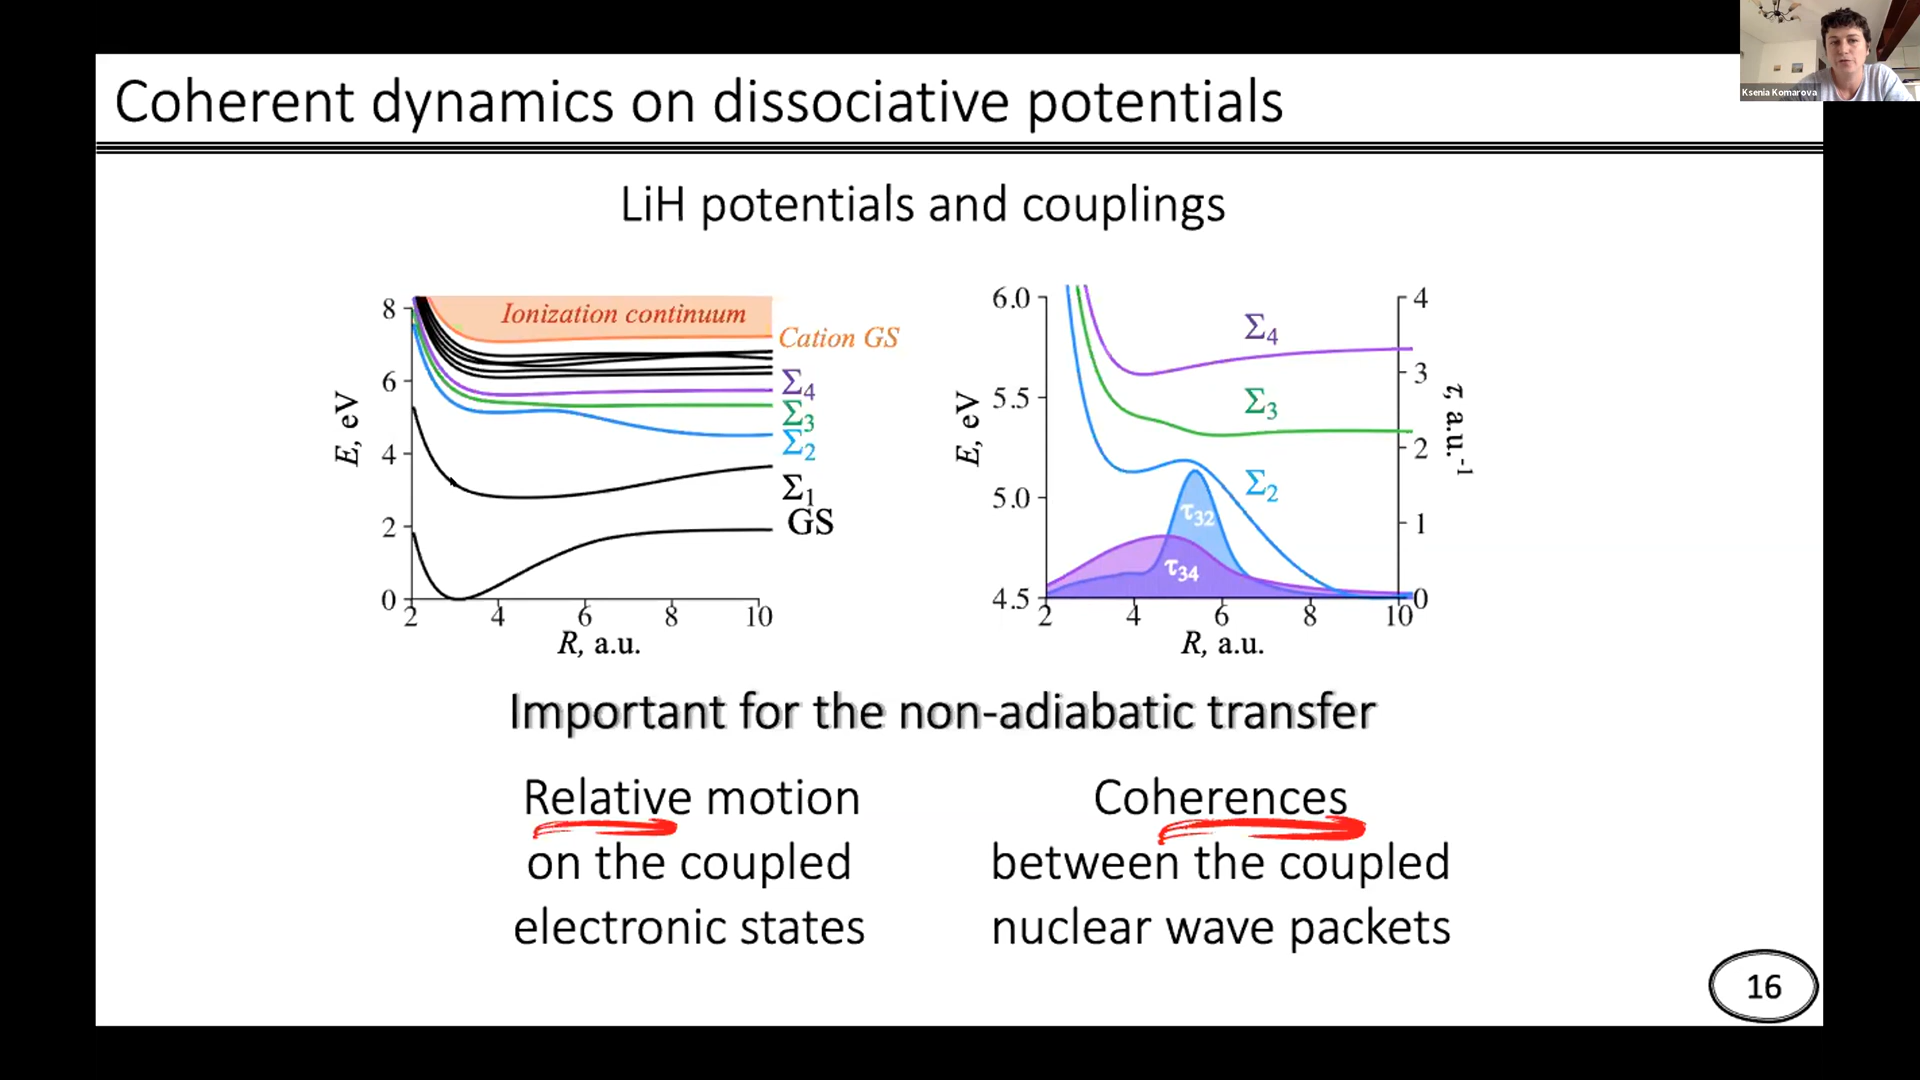 Ksenia Komarova
Coherent dynamics on dissociative potentials
LiH potentials and couplings
8
6
4
2
0
E, eV
2 4 6 8 10
R, a.u.
Ionization continuum
Cation GS
Σ4
Σ3
Σ2
Σ1
GS
6.0
5.5
5.0
4.5
E, eV
2 4 6 8 10
R, a.u.
4
3
2
1
0
τ, a.u.-1
Σ4
Σ3
Σ2
τ32
τ34
Important for the non-adiabatic transfer
Relative motion
on the coupled
electronic states
Coherences
between the coupled
nuclear wave packets
16